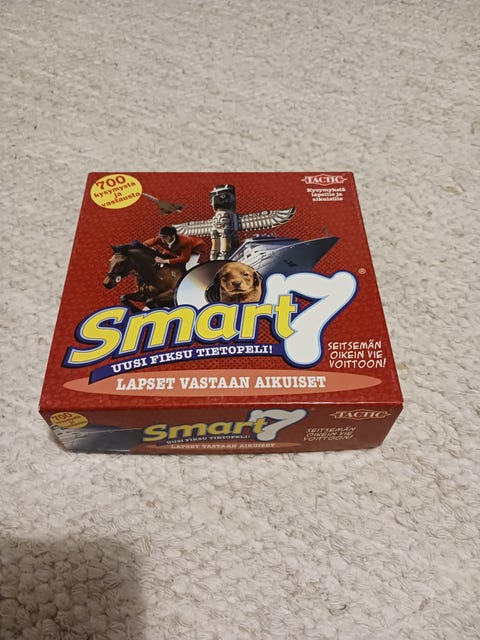 700
kysymystä
ja
vastausta
TACTIC
Kysymyksiä
lapsille ja
aikuisille
Smart7
®
UUSI FIKSU TIETOPELI!
SEITSEMÄN
OIKEIN VIE
VOITTOON!
LAPSET VASTAAN AIKUISET
700
Smart7
UUSI FIKSU TIETOPELI!
LAPSET VASTAAN AIKUISET
TACTIC
SEITSEMÄN
OIKEIN VIE
VOITTOON!